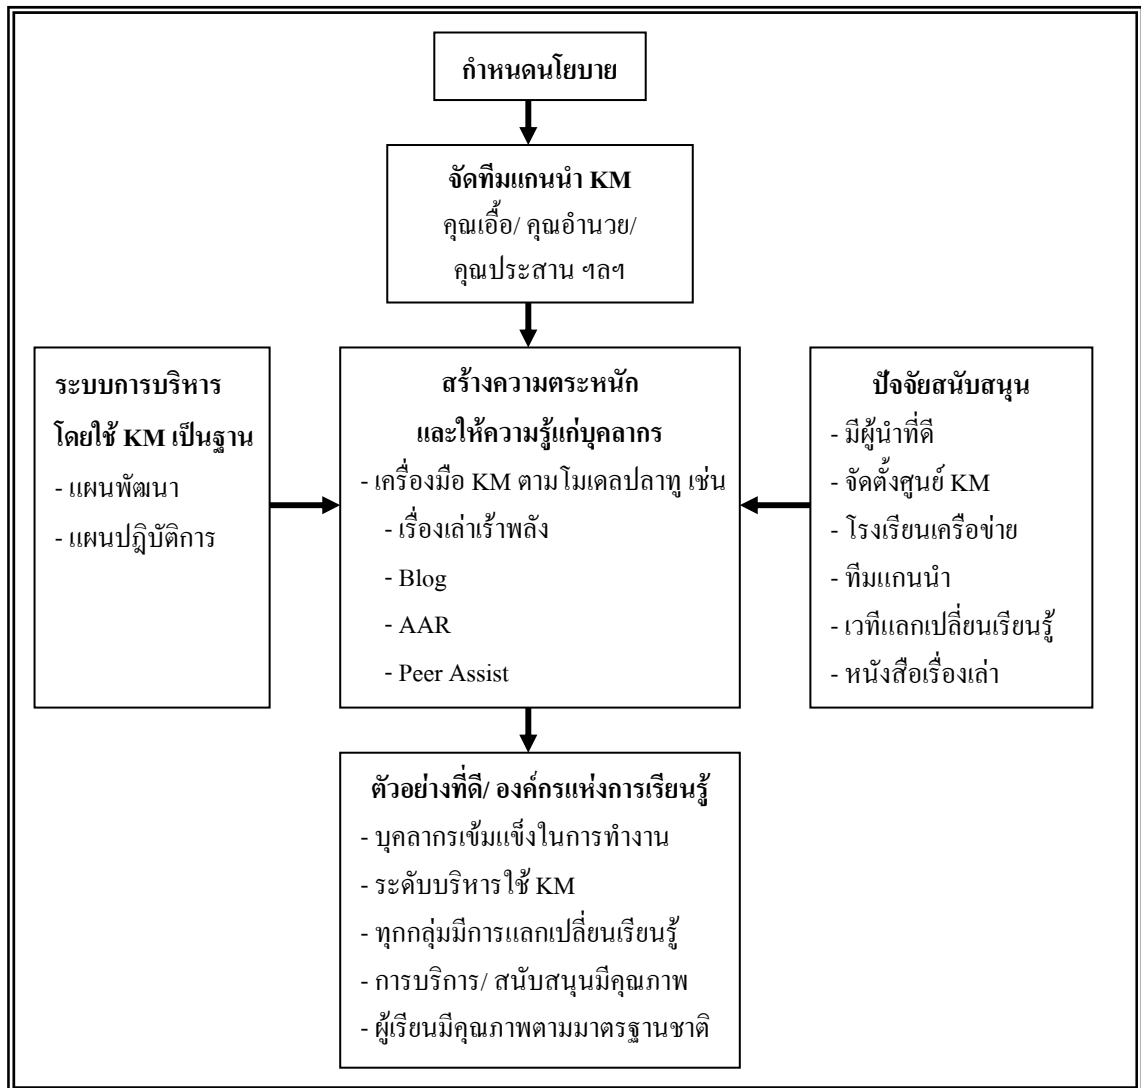 กำหนดนโยบาย
จัดทีมแกนนำ KM
คุณเอื้อ/ คุณอำนวย/
คุณประสาน ฯลฯ
ระบบการบริหาร
โดยใช้ KM เป็นฐาน
- แผนพัฒนา
- แผนปฎิบัติการ
สร้างความตระหนัก
และให้ความรู้แก่บุคลากร
- เครื่องมือ KM ตามโมเดลปลาทู เช่น
- เรื่องเล่าเร้าพลัง
- Blog
- AAR
- Peer Assist
ปัจจัยสนับสนุน
- มีผู้นำที่ดี
- จัดตั้งศูนย์ KM
- โรงเรียนเครือข่าย
- ทีมแกนนำ
- เวทีแลกเปลี่ยนเรียนรู้
- หนังสือเรื่องเล่า
ตัวอย่างที่ดี/ องค์กรแห่งการเรียนรู้
- บุคลากรเข้มแข็งในการทำงาน
- ระดับบริหารใช้ KM
- ทุกกลุ่มมีการแลกเปลี่ยนเรียนรู้
- การบริการ/ สนับสนุนมีคุณภาพ
- ผู้เรียนมีคุณภาพตามมาตรฐานชาติ